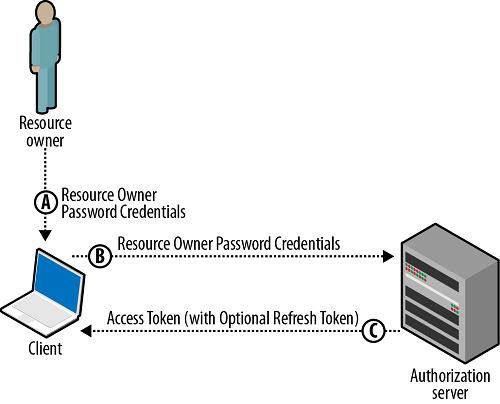 Resource
owner
A
Resource Owner
Password Credentials
B
Resource Owner Password Credentials
Access Token (with Optional Refresh Token)
C
Client
Authorization
server